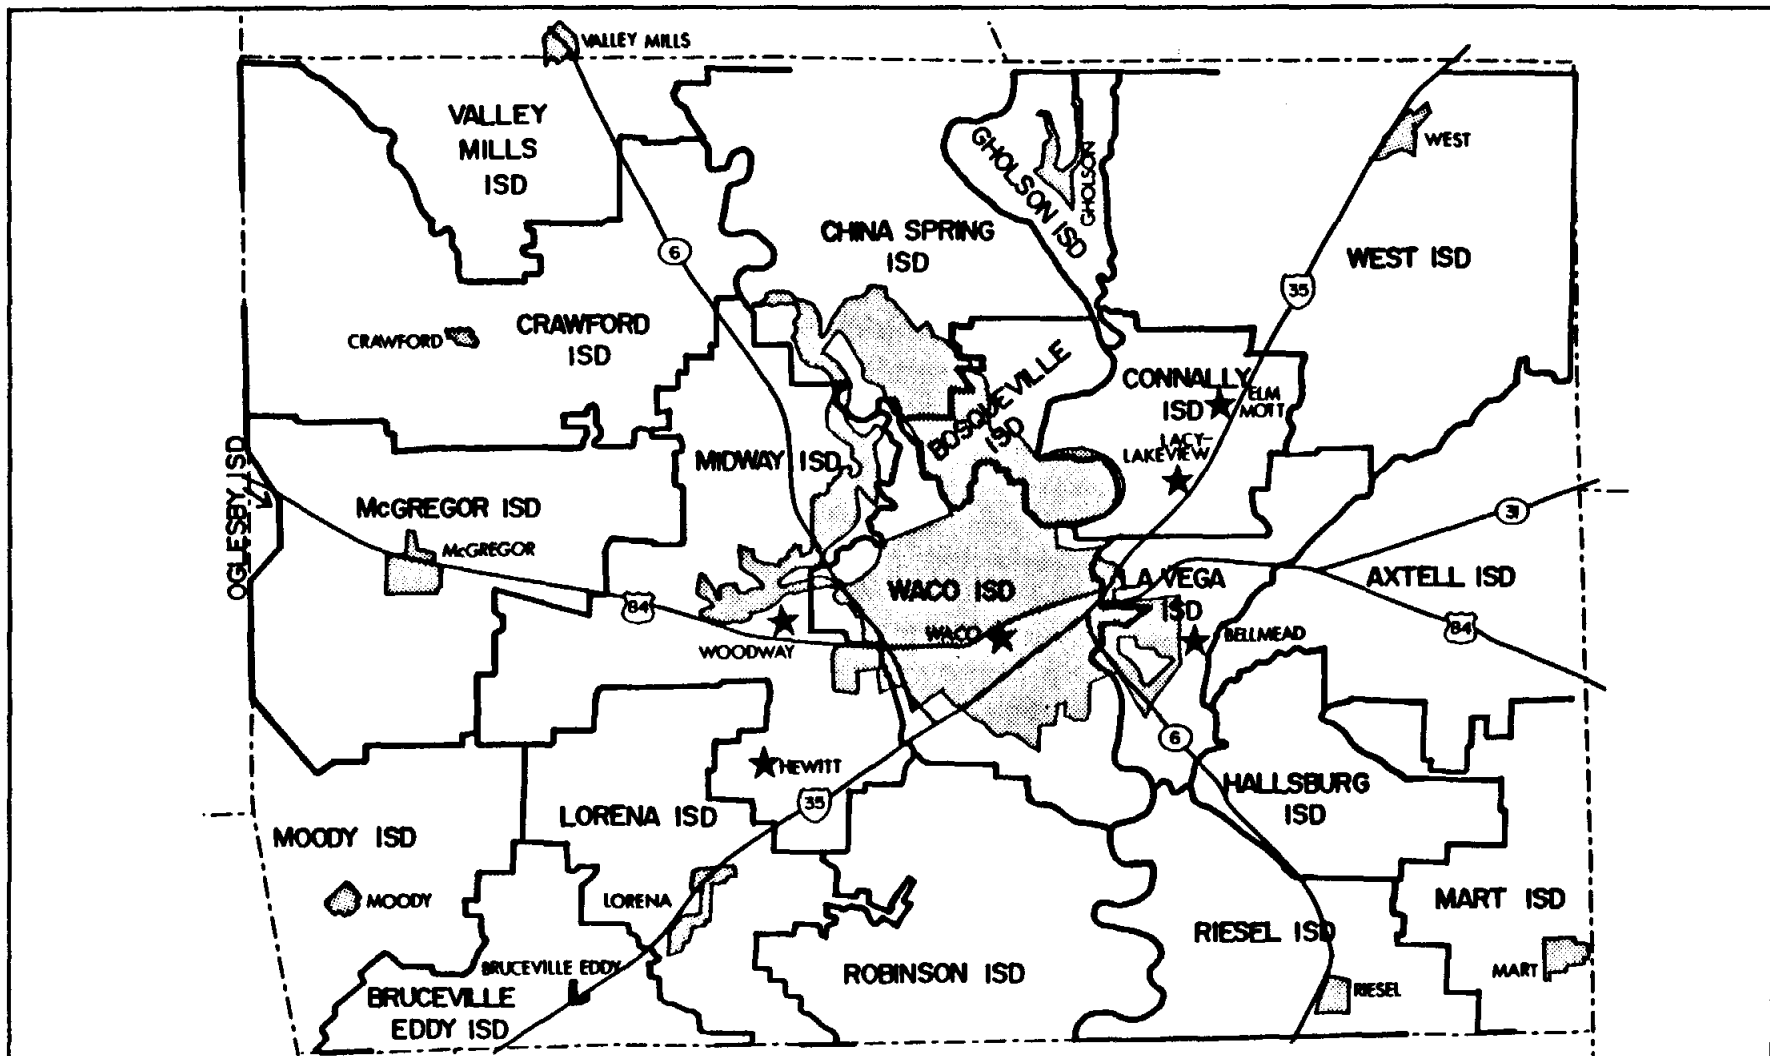 VALLEY MILLS
VALLEY
MILLS
ISD
GHOLSON ISD
GHOLSON
WEST
CHINA SPRING
ISD
6
WEST ISD
35
CRAWFORD
CRAWFORD
ISD
BOSQUEVILLE
ISD
CONNALLY
ISD
ELM
MOTT
LACY-
LAKEVIEW
MIDWAY ISD
OGLESBY ISD
McGREGOR ISD
McGREGOR
31
84
WACO ISD
LA VEGA
ISD
AXTELL ISD
84
WACO
BELLMEAD
WOODWAY
6
HEWITT
HALLSBURG
ISD
35
LORENA ISD
MOODY ISD
MOODY
LORENA
MART ISD
RIESEL ISD
BRUCEVILLE EDDY
ROBINSON ISD
MART
BRUCEVILLE
EDDY ISD
RIESEL